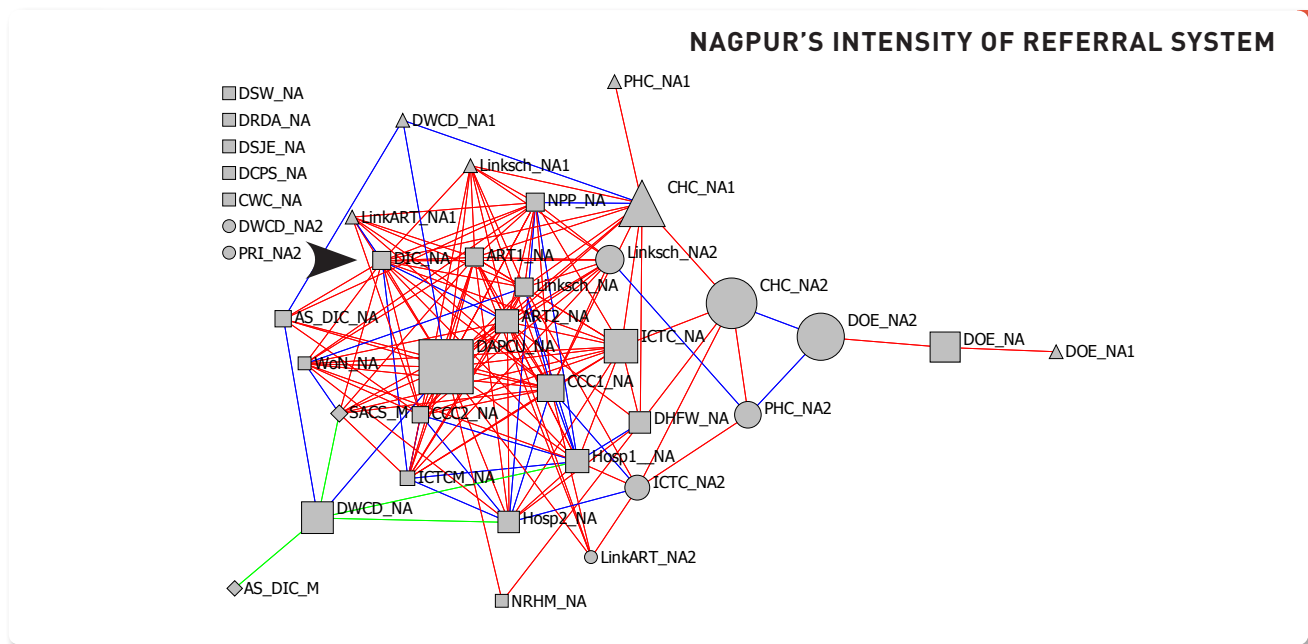 NAGPUR'S INTENSITY OF REFERRAL SYSTEM
PHC_NA1
DSW_NA
DRDA_NA
DWCD_NA1
DSJE_NA
Linksch_NA1
DCPS_NA
CHC_NA1
CWC_NA
NPP_NA
LinkART_NA1
DWCD_NA2
PRI_NA2
DIC_NA
ART1_NA
Linksch_NA2
Linksch_NA
CHC_NA2
AS_DIC_NA
ART2_NA
DOE_NA2
ICTC_NA
DOE_NA
DAPCU_NA
DOE_NA1
WoN_NA
CCC1_NA
PHC_NA2
SACS_M
CCC2_NA
DHFW_NA
Hosp1__NA
ICTCM_NA
ICTC_NA2
DWCD_NA
Hosp2_NA
LinkART_NA2
AS_DIC_M
NRHM_NA